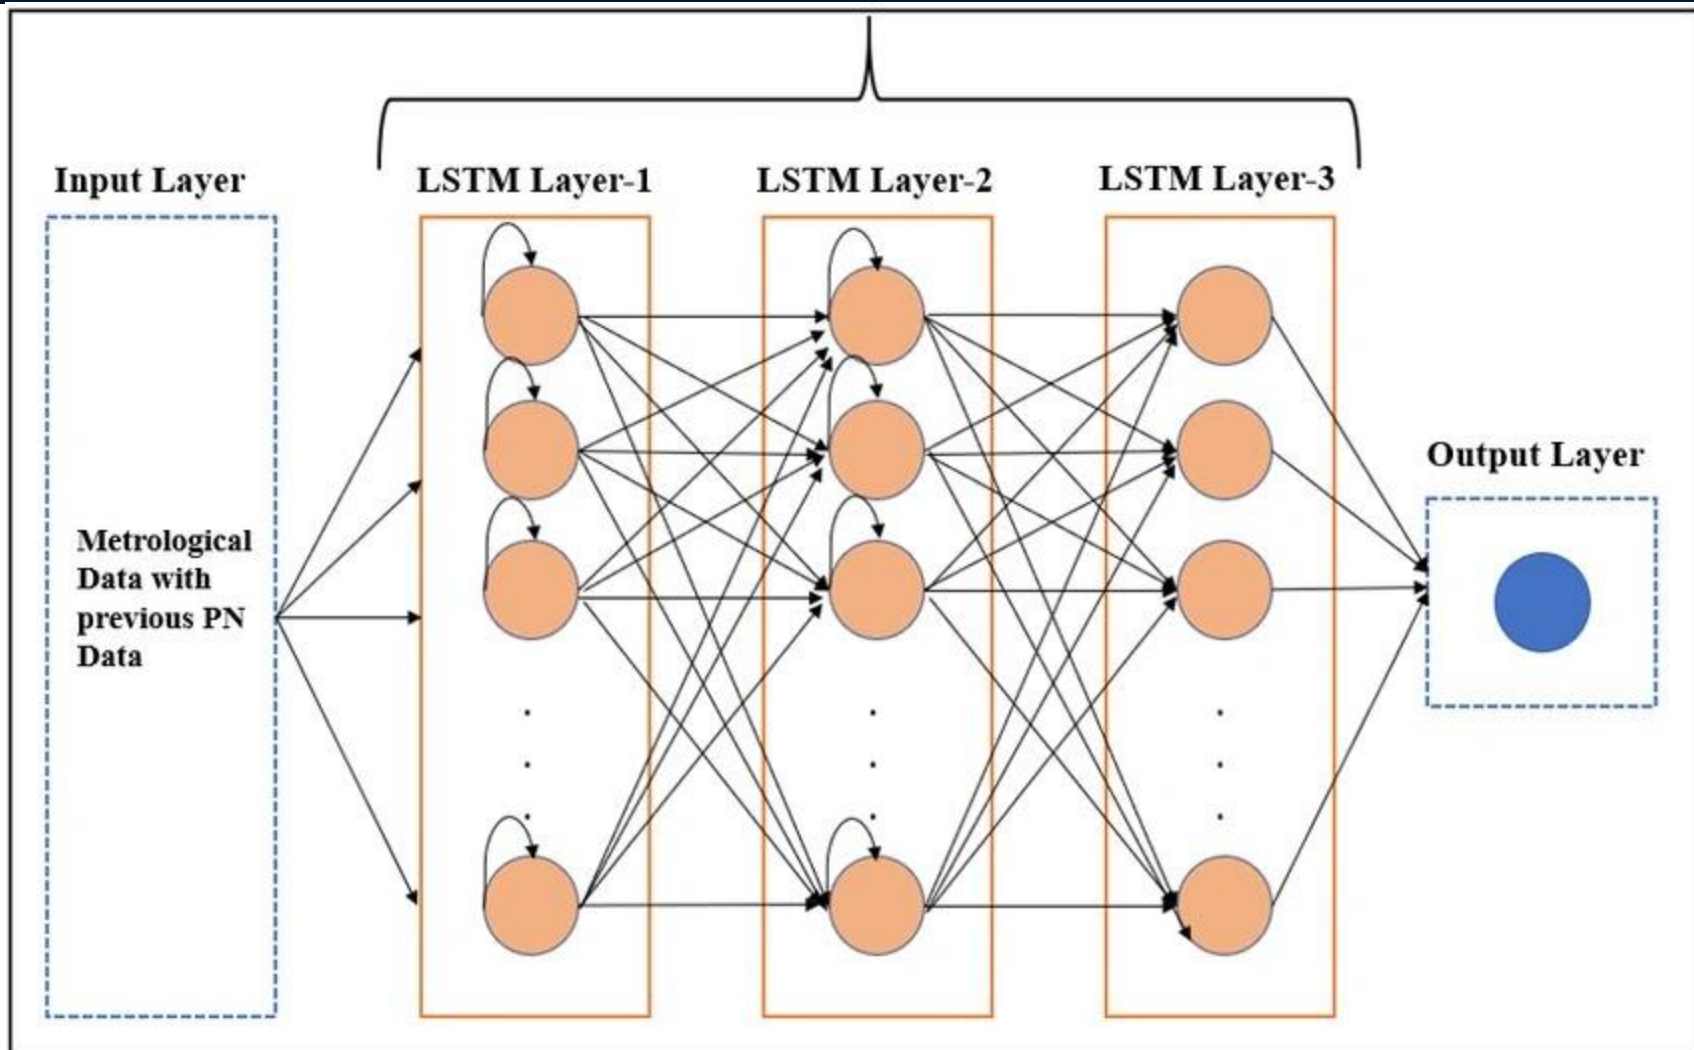 Input Layer
LSTM Layer-1
LSTM Layer-2
LSTM Layer-3
Metrological
Data with
previous PN
Data
Output Layer